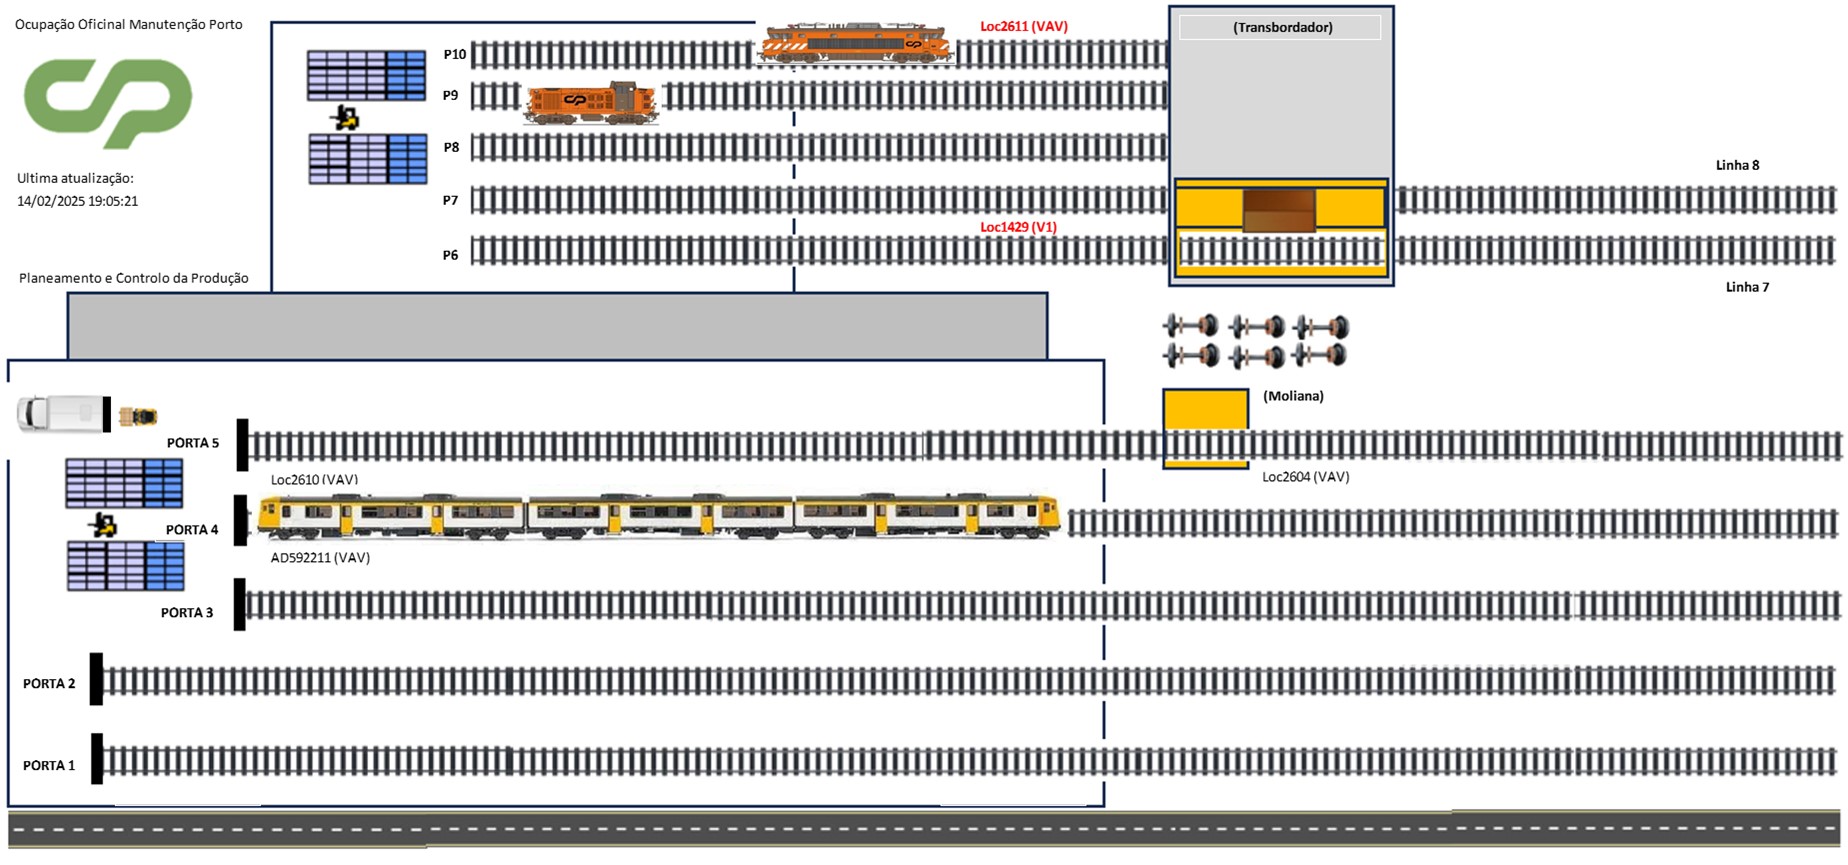 Ocupação Oficinal Manutenção Porto
Ultima atualização:
14/02/2025 19:05:21
Planeamento e Controlo da Produção
P10
Loc2611 (VAV)
(Transbordador)
P9
P8
P7
Linha 8
Loc1429 (V1)
P6
Linha 7
(Moliana)
PORTA 5
Loc2610 (VAV)
Loc2604 (VAV)
PORTA 4
AD592211 (VAV)
PORTA 3
PORTA 2
PORTA 1